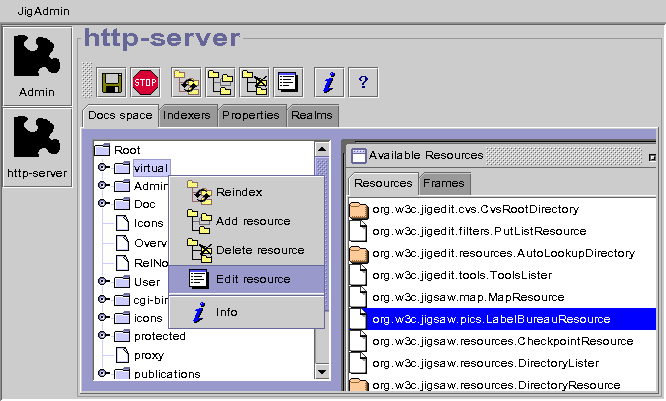 JigAdmin
Admin
http-server
http-server
STOP
i
?
Docs space
Indexers
Properties
Realms
Root
virtual
Admin
Doc
Icons
Overv
RelNo
User
cgi-bin
icons
protected
proxy
publications
Reindex
Add resource
Delete resource
Edit resource
i
Info
Available Resources
Resources
Frames
org.w3c.jigedit.cvs.CvsRootDirectory
org.w3c.jigedit.filters.PutListResource
org.w3c.jigedit.resources.AutoLookupDirectory
org.w3c.jigedit.tools.ToolsLister
org.w3c.jigsaw.map.MapResource
org.w3c.jigsaw.pics.LabelBureauResource
org.w3c.jigsaw.resources.CheckpointResource
org.w3c.jigsaw.resources.DirectoryLister
org.w3c.jigsaw.resources.DirectoryResource